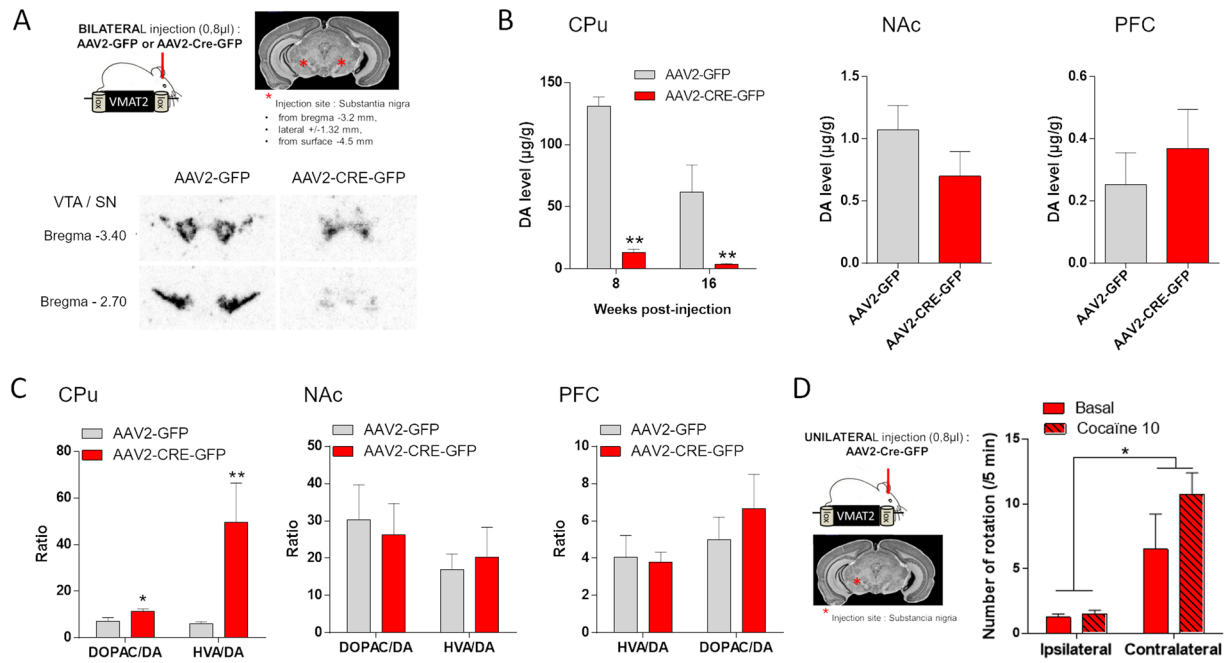 A
BILATERAL injection (0,8µl) :
AAV2-GFP or AAV2-Cre-GFP
lox VMAT2 lox
* Injection site : Substantia nigra
• from bregma -3.2 mm,
• lateral +/-1.32 mm,
• from surface -4.5 mm
AAV2-GFP AAV2-CRE-GFP
VTA / SN
Bregma -3.40
Bregma - 2.70
B
CPu
AAV2-GFP
AAV2-CRE-GFP
DA level (µg/g)
150
100
50
0
** **
8 16
Weeks post-injection
NAc
DA level (µg/g)
1.5
1.0
0.5
0.0
AAV2-GFP
AAV2-CRE-GFP
PFC
DA level (µg/g)
0.6
0.4
0.2
0.0
AAV2-GFP
AAV2-CRE-GFP
C
CPu
AAV2-GFP
AAV2-CRE-GFP
Ratio
80
60
40
20
0
* **
DOPAC/DA HVA/DA
NAc
AAV2-GFP
AAV2-CRE-GFP
Ratio
50
40
30
20
10
0
DOPAC/DA HVA/DA
PFC
AAV2-GFP
AAV2-CRE-GFP
Ratio
10
8
6
4
2
0
HVA/DA DOPAC/DA
D
UNILATERAL injection (0,8µl) :
AAV2-Cre-GFP
lox VMAT2 lox
* Injection site : Substancia nigria
Basal
Cocaïne 10
Number of rotation (/5 min)
15
10
5
0
*
Ipsilateral Contralateral